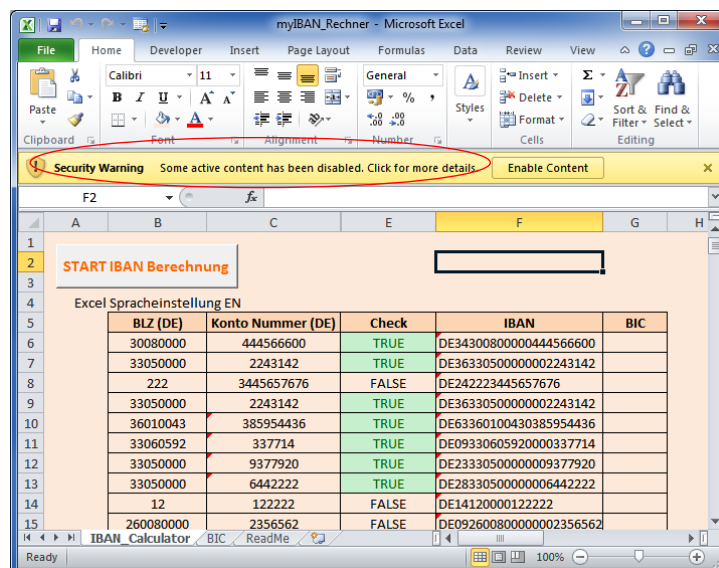 myIBAN_Rechner - Microsoft Excel
File Home Developer Insert Page Layout Formulas Data Review View
Calibri 11 General Insert
Paste B I U A A % , Styles Delete Sort & Find &
Format Filter Select
Clipboard Font Alignment Number Cells Editing
Security Warning Some active content has been disabled. Click for more details. Enable Content
F2 fx
A B C E F G H
1
2 START IBAN Berechnung
3
4 Excel Spracheinstellung EN
5 BLZ (DE) Konto Nummer (DE) Check IBAN BIC
6 30080000 444566600 TRUE DE34300800000444566600
7 33050000 2243142 TRUE DE36330500000002243142
8 222 3445657676 FALSE DE242223445657676
9 33050000 2243142 TRUE DE36330500000002243142
10 36010043 385954436 TRUE DE63360100430385954436
11 33060592 337714 TRUE DE09330605920000337714
12 33050000 9377920 TRUE DE23330500000009377920
13 33050000 6442222 TRUE DE28330500000006442222
14 12 122222 FALSE DE14120000122222
15 260080000 2356562 FALSE DE092600800000002356562
IBAN_Calculator BIC ReadMe
Ready 100%